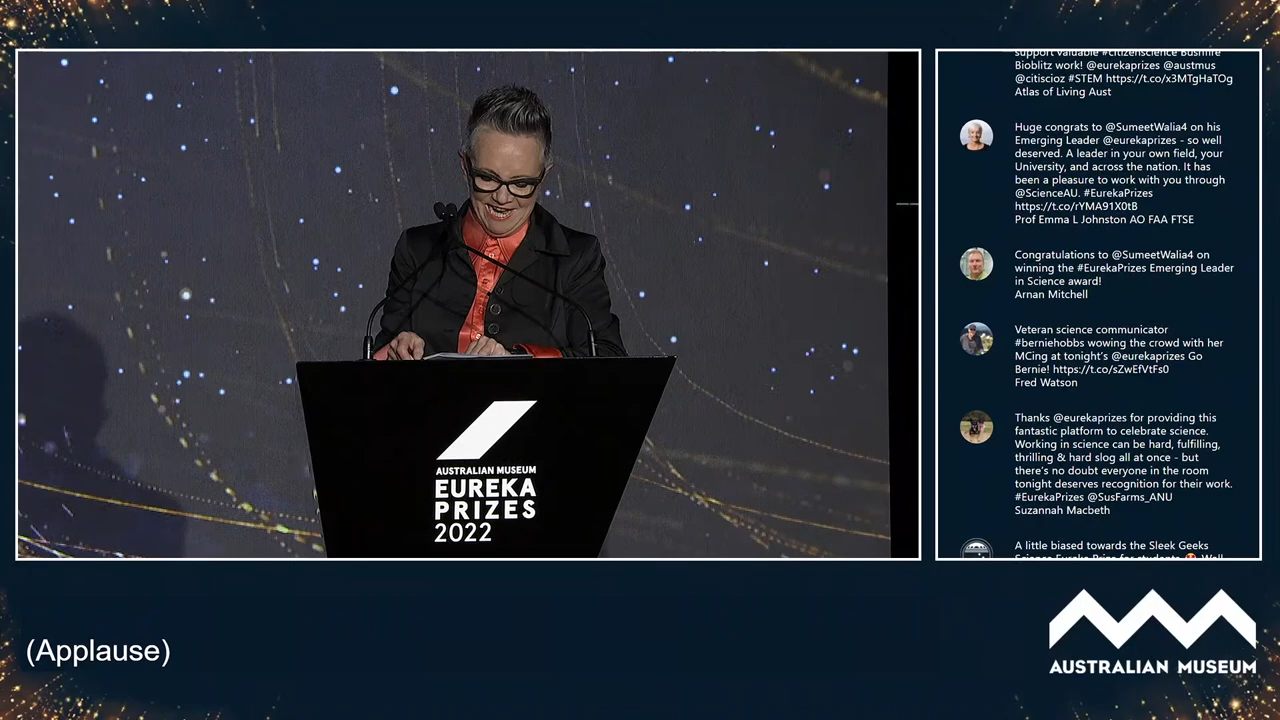 AUSTRALIAN MUSEUM
EUREKA
PRIZES
2022
support valuable #citizenscience Bushfire
Bioblitz work! @eurekaprizes @austmus
@citiscioz #STEM https://t.co/x3MTgHaTOg
Atlas of Living Aust
Huge congrats to @SumeetWalia4 on his
Emerging Leader @eurekaprizes - so well
deserved. A leader in your own field, your
University, and across the nation. It has
been a pleasure to work with you through
@ScienceAU. #EurekaPrizes
https://t.co/rYMA91X0tB
Prof Emma L Johnston AO FAA FTSE
Congratulations to @SumeetWalia4 on
winning the #EurekaPrizes Emerging Leader
in Science award!
Arnan Mitchell
Veteran science communicator
#berniehobbs wowing the crowd with her
MCing at tonight's @eurekaprizes Go
Bernie! https://t.co/sZwEfVtFs0
Fred Watson
Thanks @eurekaprizes for providing this
fantastic platform to celebrate science.
Working in science can be hard, fulfilling,
thrilling & hard slog all at once - but
there's no doubt everyone in the room
tonight deserves recognition for their work.
#EurekaPrizes @SusFarms_ANU
Suzannah Macbeth
A little biased towards the Sleek Geeks
Science Eureka Prize for students 😍 Well
(Applause)
AUSTRALIAN MUSEUM